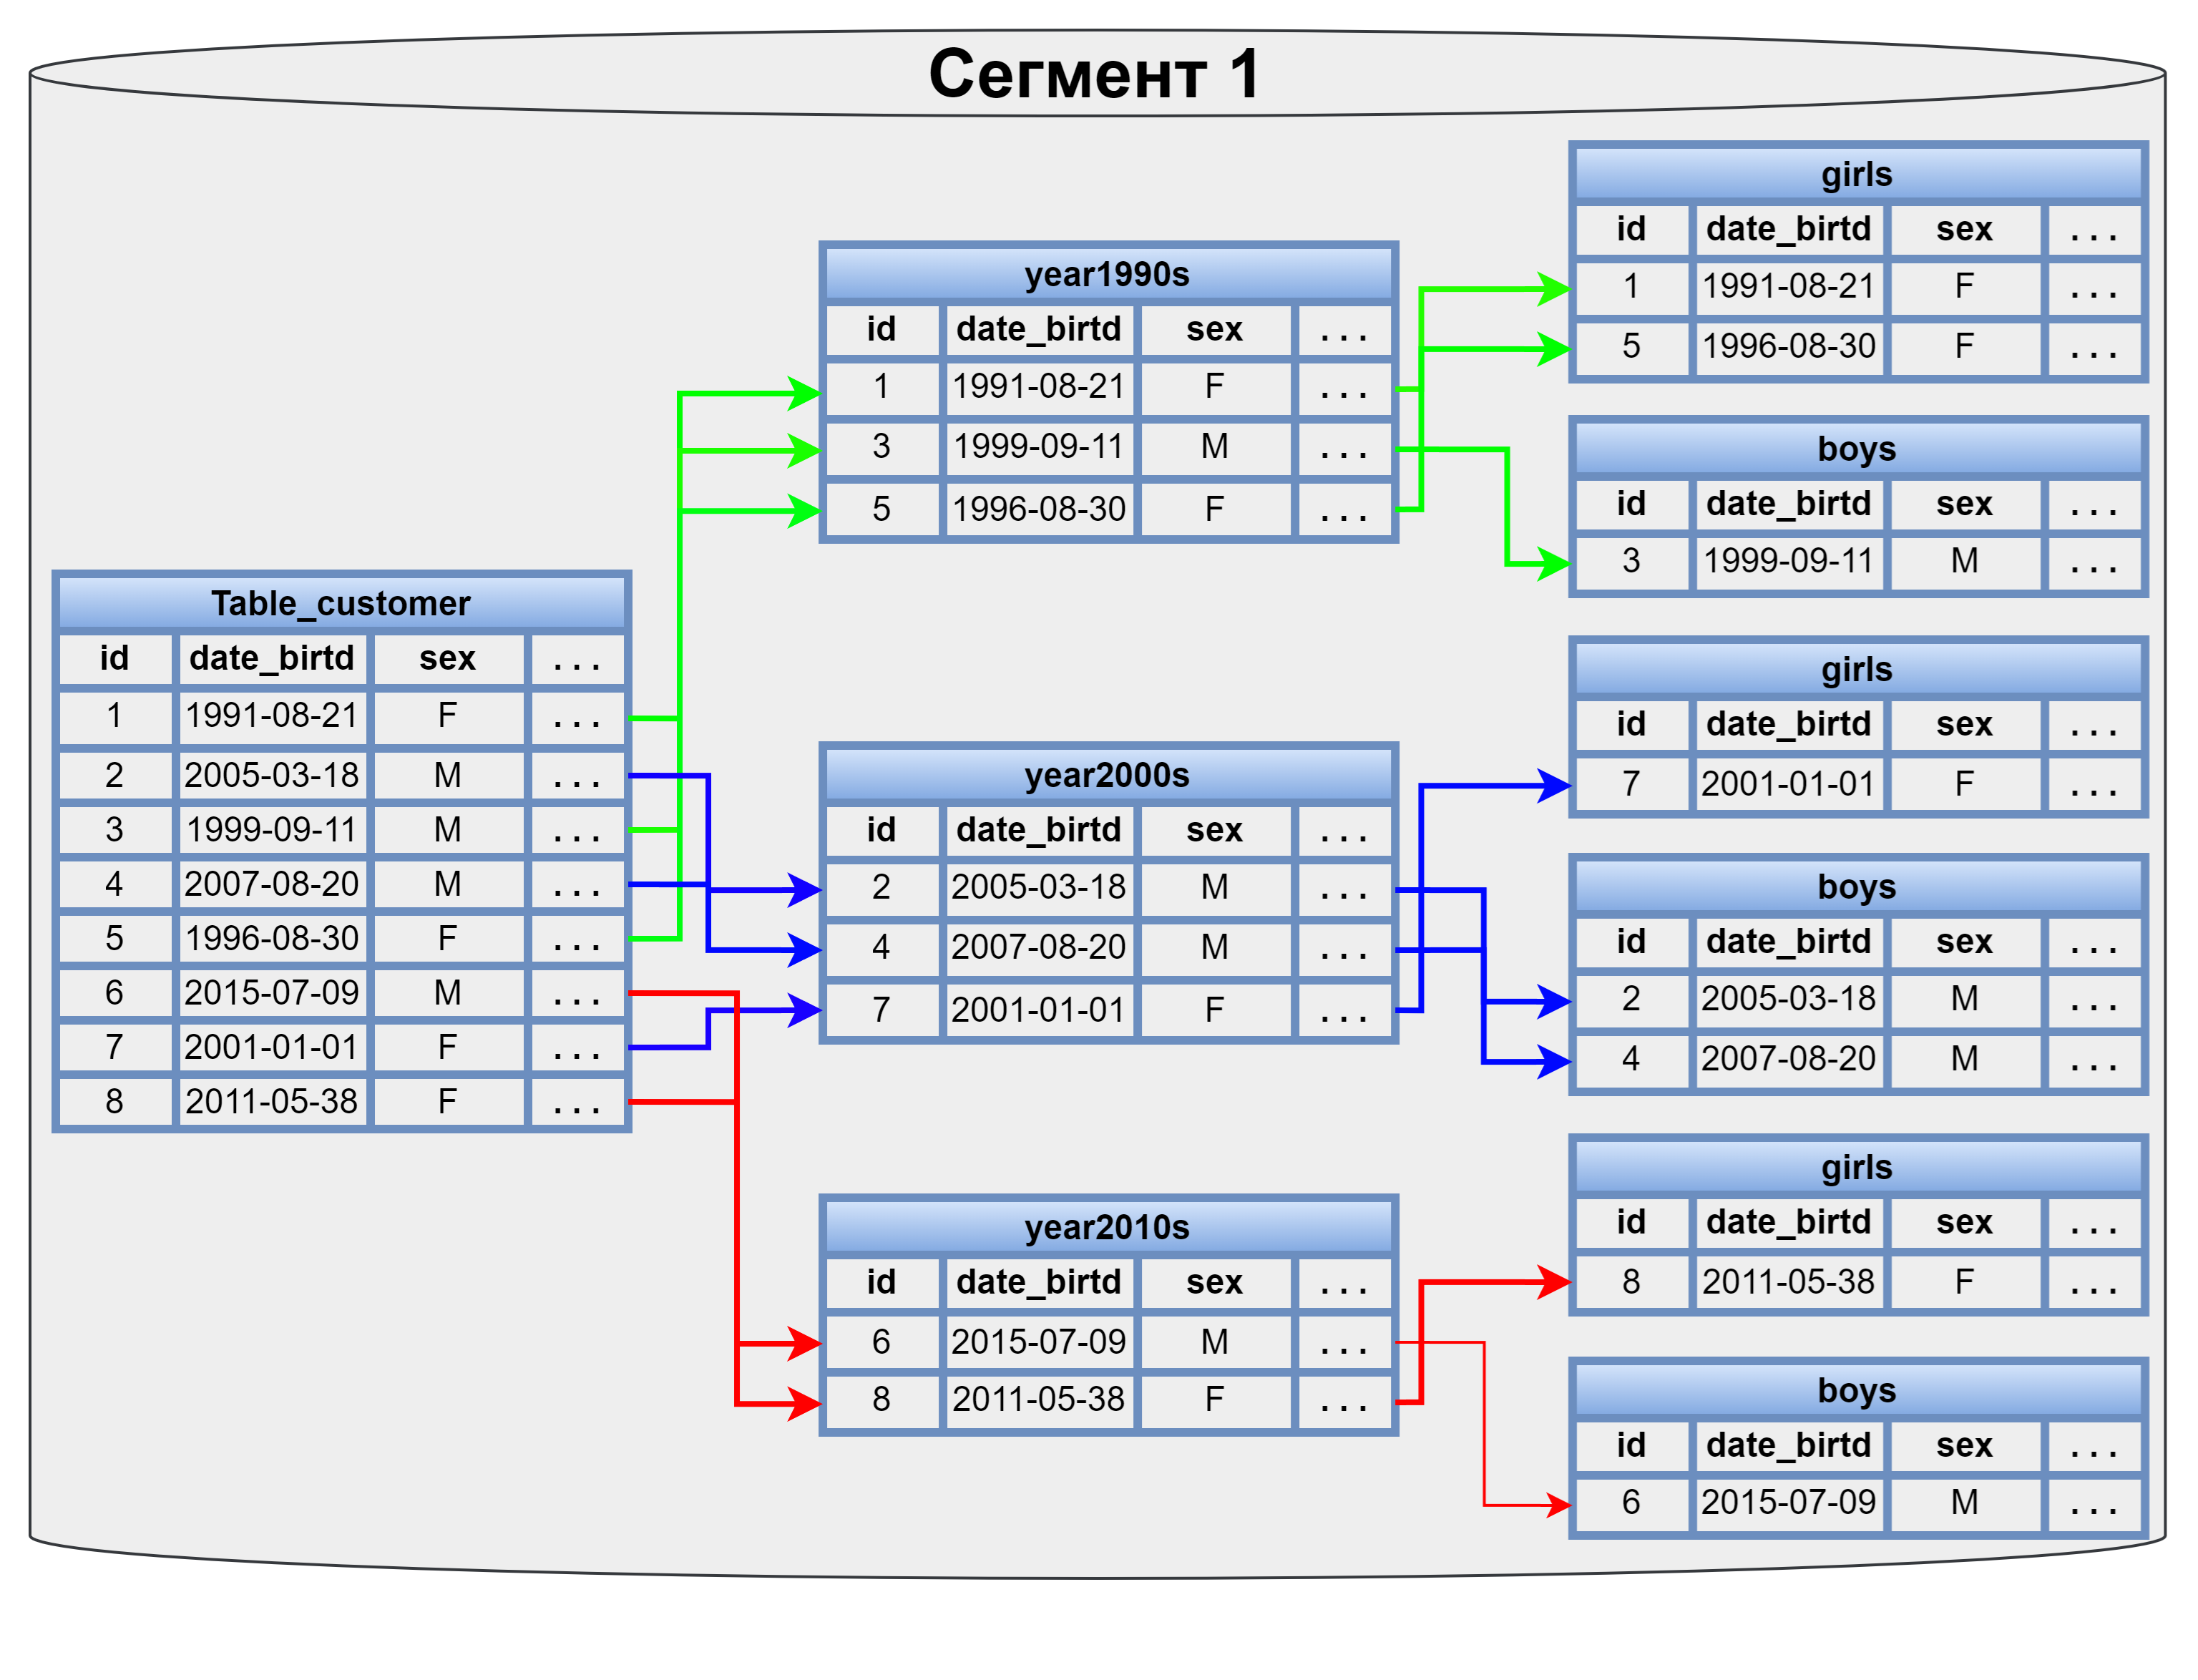 Сегмент 1
Table_customer
id date_birtd sex ...
1 1991-08-21 F ...
2 2005-03-18 M ...
3 1999-09-11 M ...
4 2007-08-20 M ...
5 1996-08-30 F ...
6 2015-07-09 M ...
7 2001-01-01 F ...
8 2011-05-38 F ...
year1990s
id date_birtd sex ...
1 1991-08-21 F ...
3 1999-09-11 M ...
5 1996-08-30 F ...
year2000s
id date_birtd sex ...
2 2005-03-18 M ...
4 2007-08-20 M ...
7 2001-01-01 F ...
year2010s
id date_birtd sex ...
6 2015-07-09 M ...
8 2011-05-38 F ...
girls
id date_birtd sex ...
1 1991-08-21 F ...
5 1996-08-30 F ...
boys
id date_birtd sex ...
3 1999-09-11 M ...
girls
id date_birtd sex ...
7 2001-01-01 F ...
boys
id date_birtd sex ...
2 2005-03-18 M ...
4 2007-08-20 M ...
girls
id date_birtd sex ...
8 2011-05-38 F ...
boys
id date_birtd sex ...
6 2015-07-09 M ...